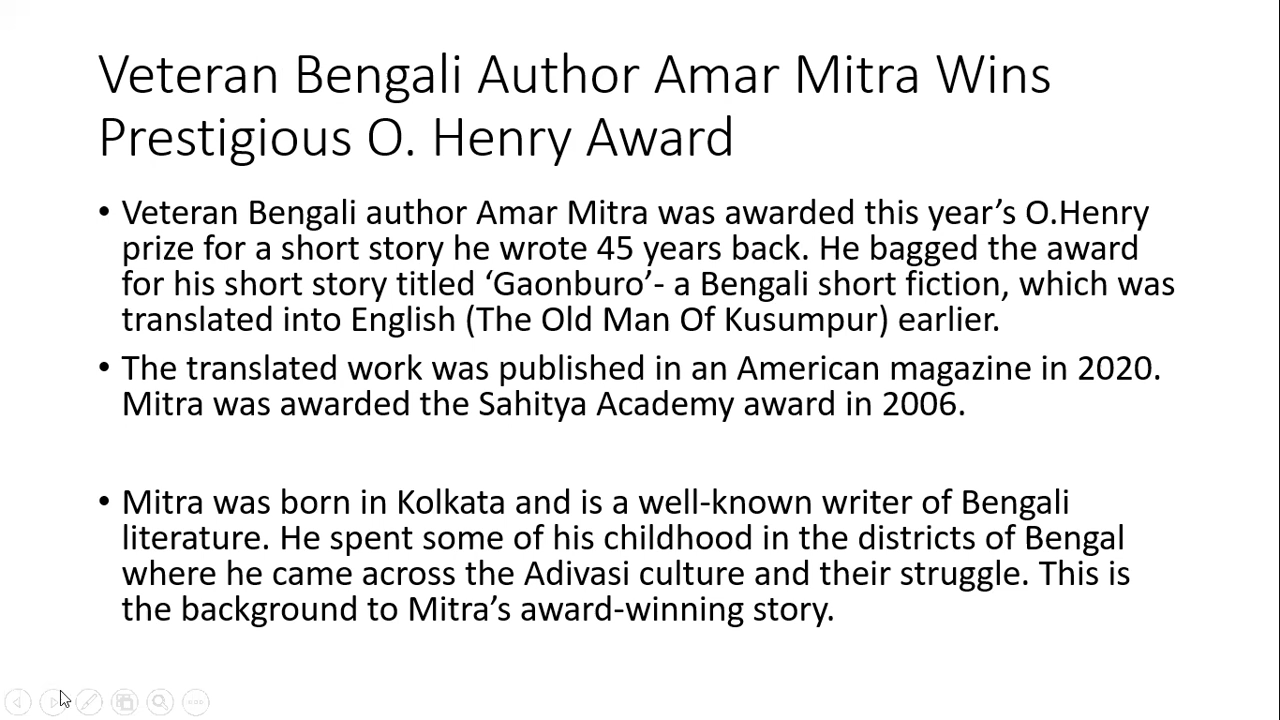 Veteran Bengali Author Amar Mitra Wins
Prestigious O. Henry Award
• Veteran Bengali author Amar Mitra was awarded this year’s O.Henry
prize for a short story he wrote 45 years back. He bagged the award
for his short story titled ‘Gaonburo’- a Bengali short fiction, which was
translated into English (The Old Man Of Kusumpur) earlier.
• The translated work was published in an American magazine in 2020.
Mitra was awarded the Sahitya Academy award in 2006.
• Mitra was born in Kolkata and is a well-known writer of Bengali
literature. He spent some of his childhood in the districts of Bengal
where he came across the Adivasi culture and their struggle. This is
the background to Mitra’s award-winning story.